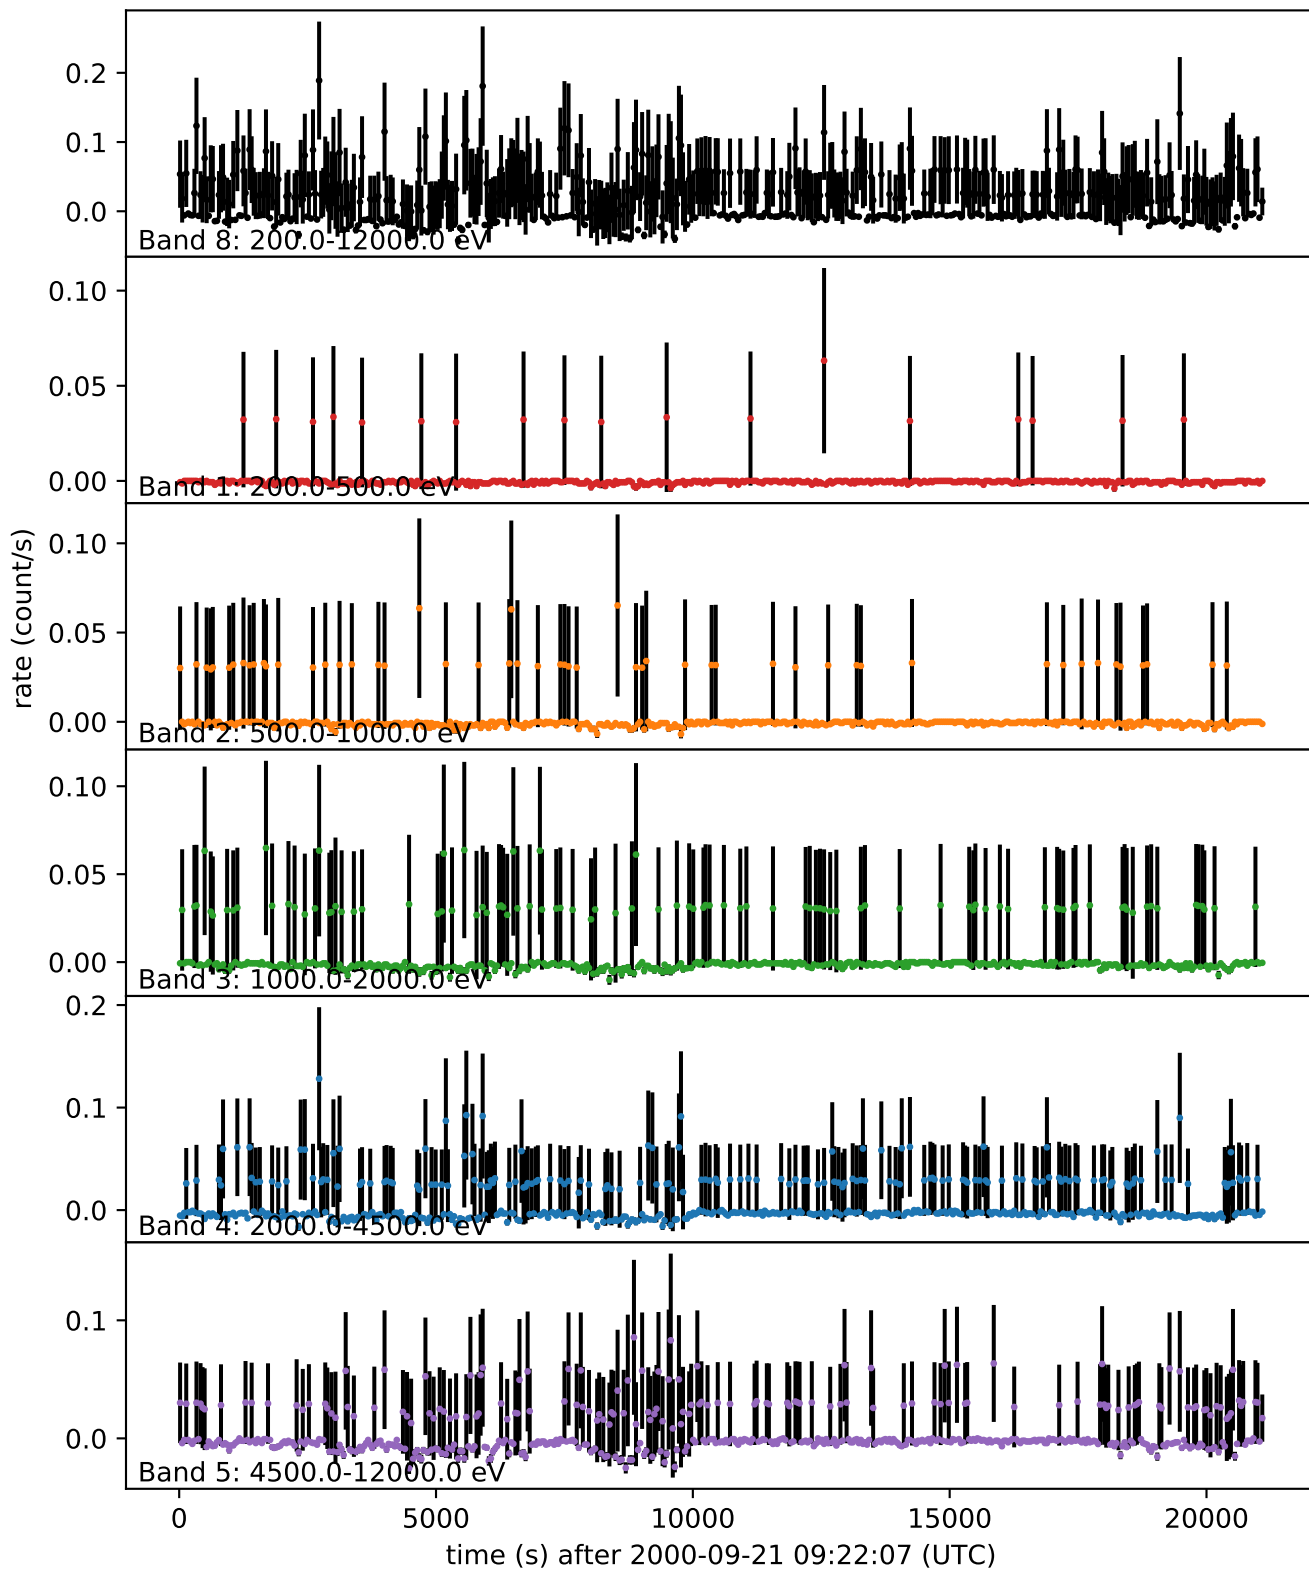 0.2
0.1
0.0
Band 8: 200.0-12000.0 eV
0.10
0.05
0.00
Band 1: 200.0-500.0 eV
rate (count/s)
0.10
0.05
0.00
Band 2: 500.0-1000.0 eV
0.10
0.05
0.00
Band 3: 1000.0-2000.0 eV
0.2
0.1
0.0
Band 4: 2000.0-4500.0 eV
0.1
0.0
Band 5: 4500.0-12000.0 eV
0 5000 10000 15000 20000
time (s) after 2000-09-21 09:22:07 (UTC)